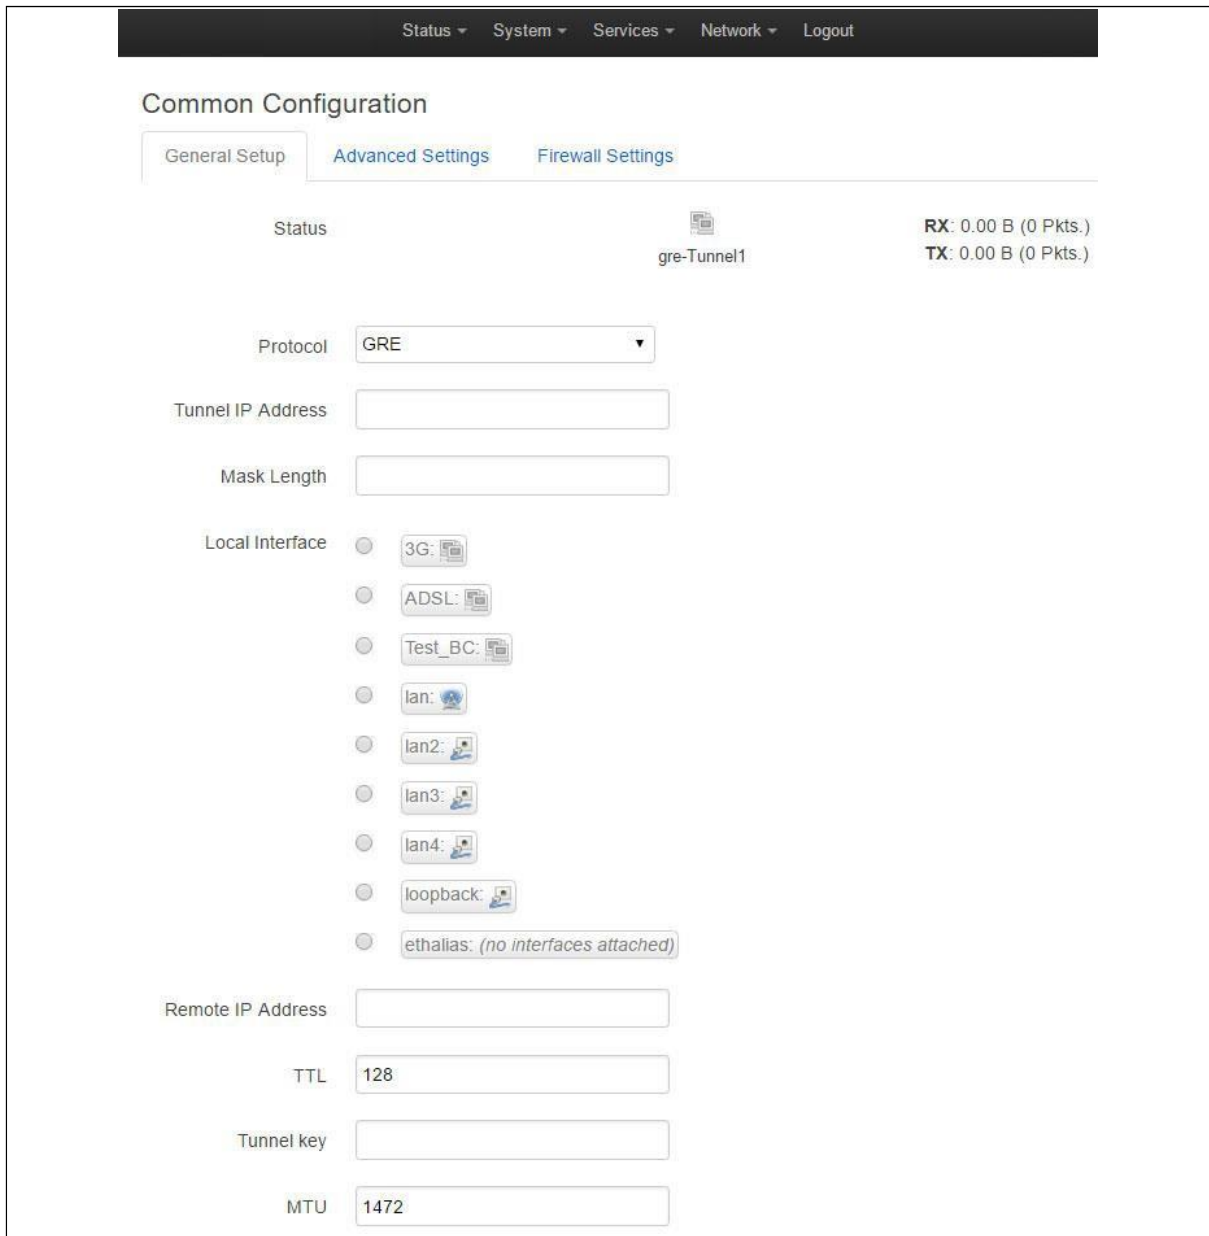 Status System Services Network Logout
Common Configuration
General Setup Advanced Settings Firewall Settings
Status
RX: 0.00 B (0 Pkts.)
gre-Tunnel1
TX: 0.00 B (0 Pkts.)
Protocol GRE
Tunnel IP Address
Mask Length
Local Interface 3G:
ADSL:
Test_BC:
lan:
lan2:
lan3:
lan4:
loopback:
ethalias: (no interfaces attached)
Remote IP Address
TTL 128
Tunnel key
MTU 1472